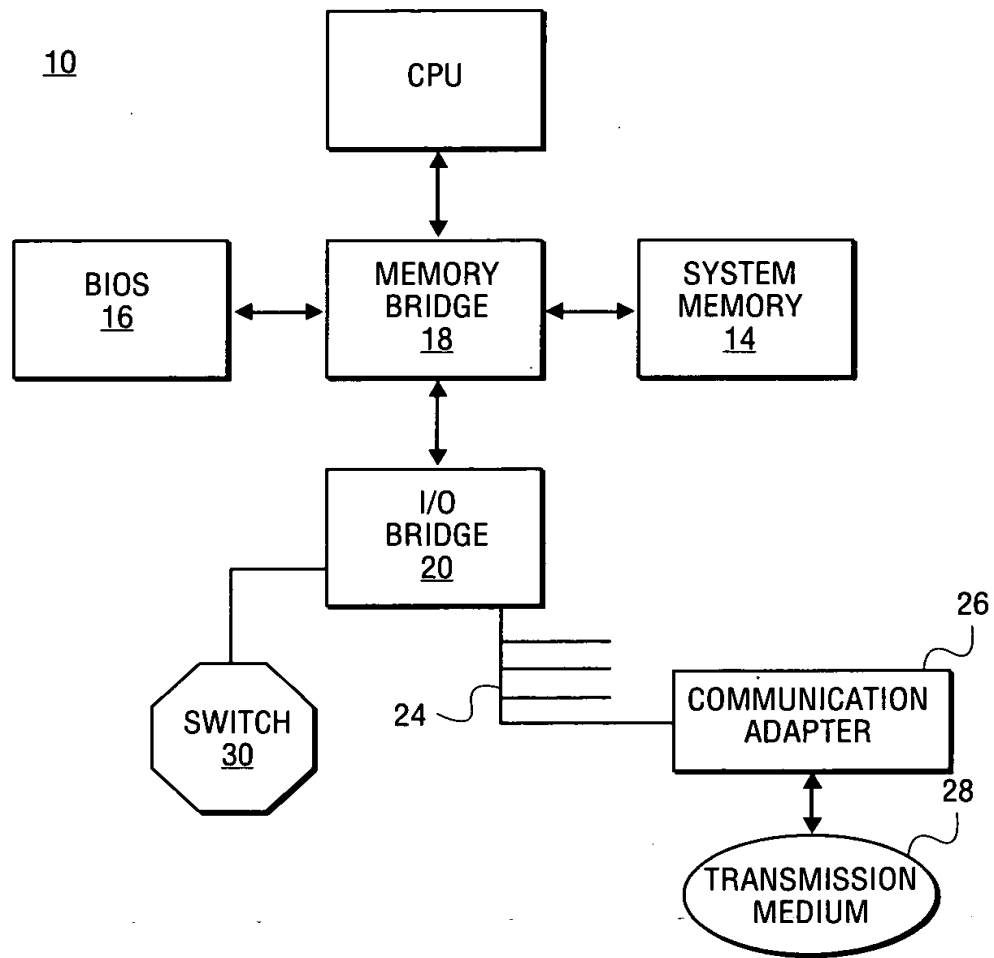 10
CPU
BIOS
16
MEMORY
BRIDGE
18
SYSTEM
MEMORY
14
I/O
BRIDGE
20
24
26
SWITCH
30
COMMUNICATION
ADAPTER
28
TRANSMISSION
MEDIUM